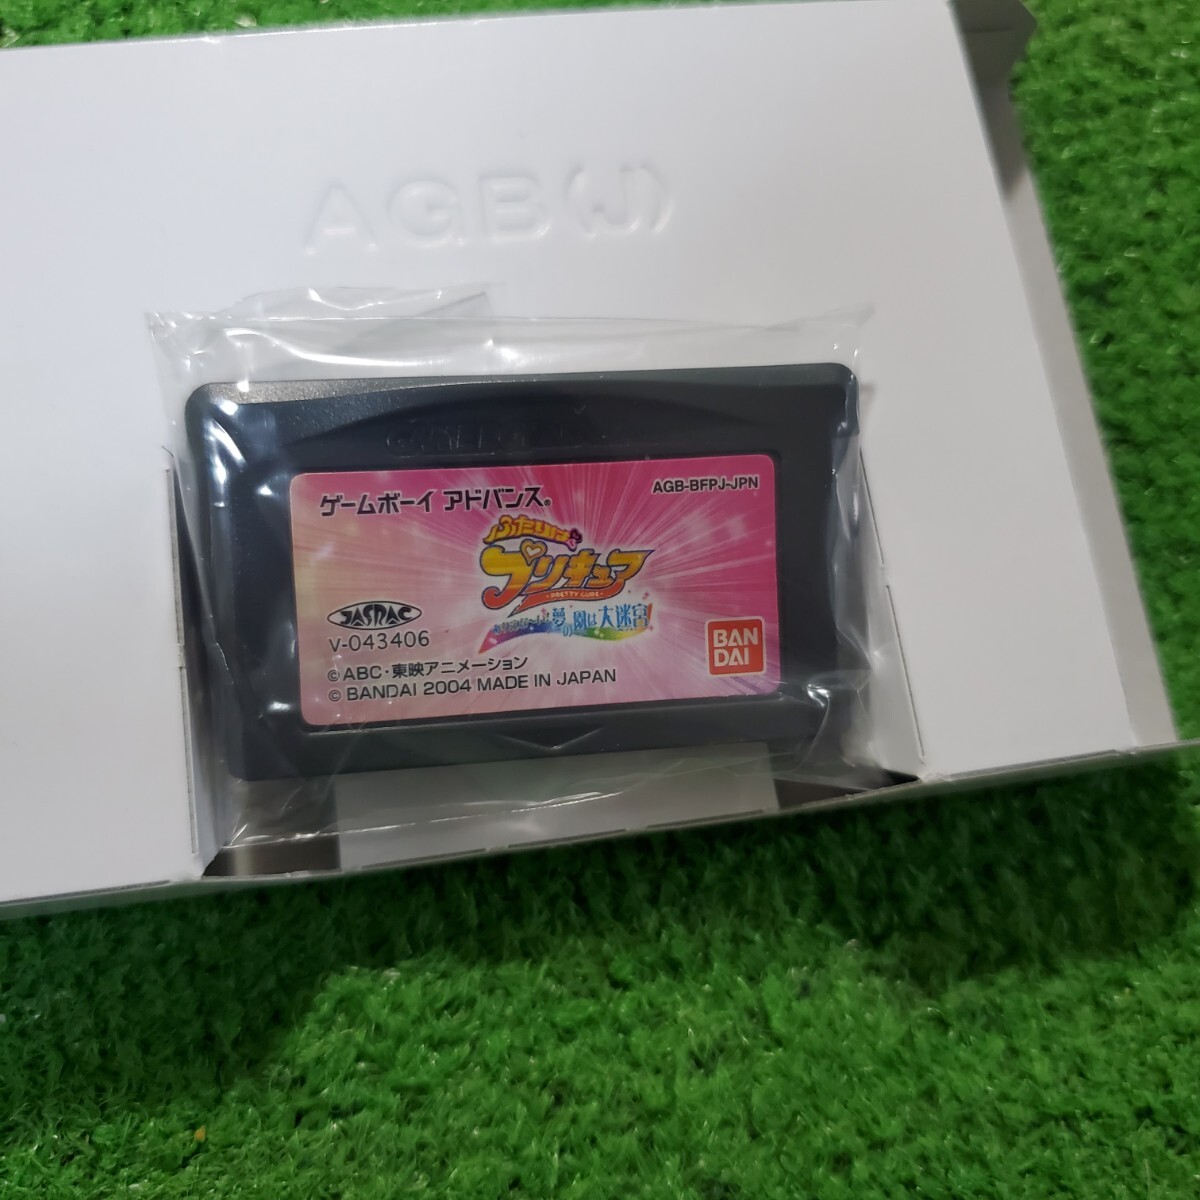 AGB(J)
ゲームボーイ アドバンス®
AGB-BFPJ-JPN
ふたりは
プリキュア
PRETTY CURE
夢の園は大迷宮
JASRAC
V-043406
BAN
DAI
© ABC・東映アニメーション
© BANDAI 2004 MADE IN JAPAN